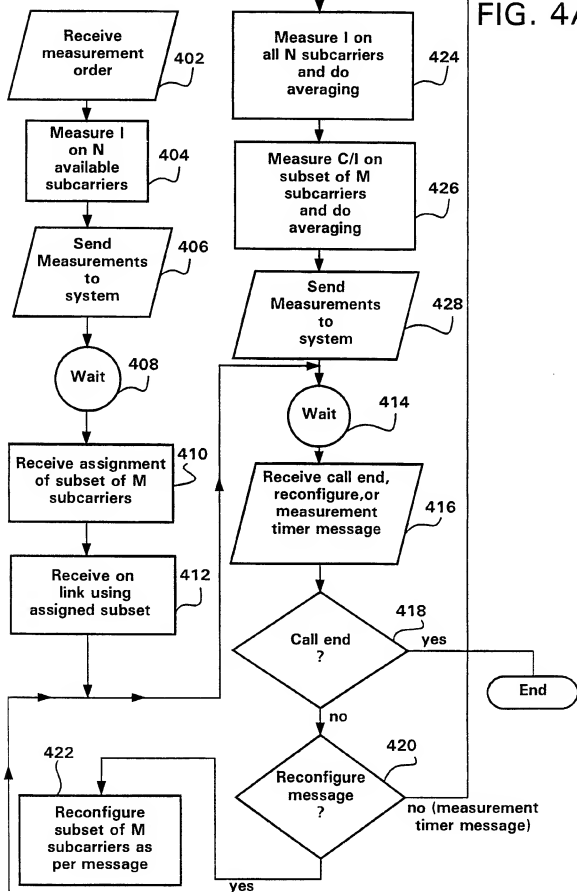 FIG. 4A
Receive
measurement
order
402
Measure I
on N
available
subcarriers
404
Send
Measurements
to
system
406
Wait
408
Receive assignment
of subset of M
subcarriers
410
Receive on
link using
assigned subset
412
Measure I on
all N subcarriers
and do
averaging
424
Measure C/I on
subset of M
subcarriers
and do
averaging
426
Send
Measurements
to
system
428
Wait
414
Receive call end,
reconfigure, or
measurement
timer message
416
Call end
?
418
yes
End
no
Reconfigure
message
?
420
no (measurement
timer message)
yes
422
Reconfigure
subset of M
subcarriers as
per message